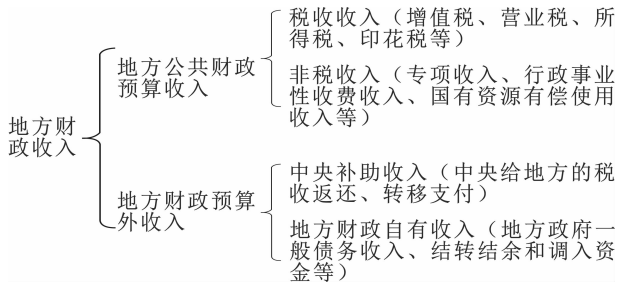 地方财
政收入
地方公共财政
预算收入
税收收入（增值税、营业税、所
得税、印花税等）
非税收入（专项收入、行政事业
性收费收入、国有资源有偿使用
收入等）
地方财政预算
外收入
中央补助收入（中央给地方的税
收返还、转移支付）
地方财政自有收入（地方政府一
般债务收入、结转结余和调入资
金等）